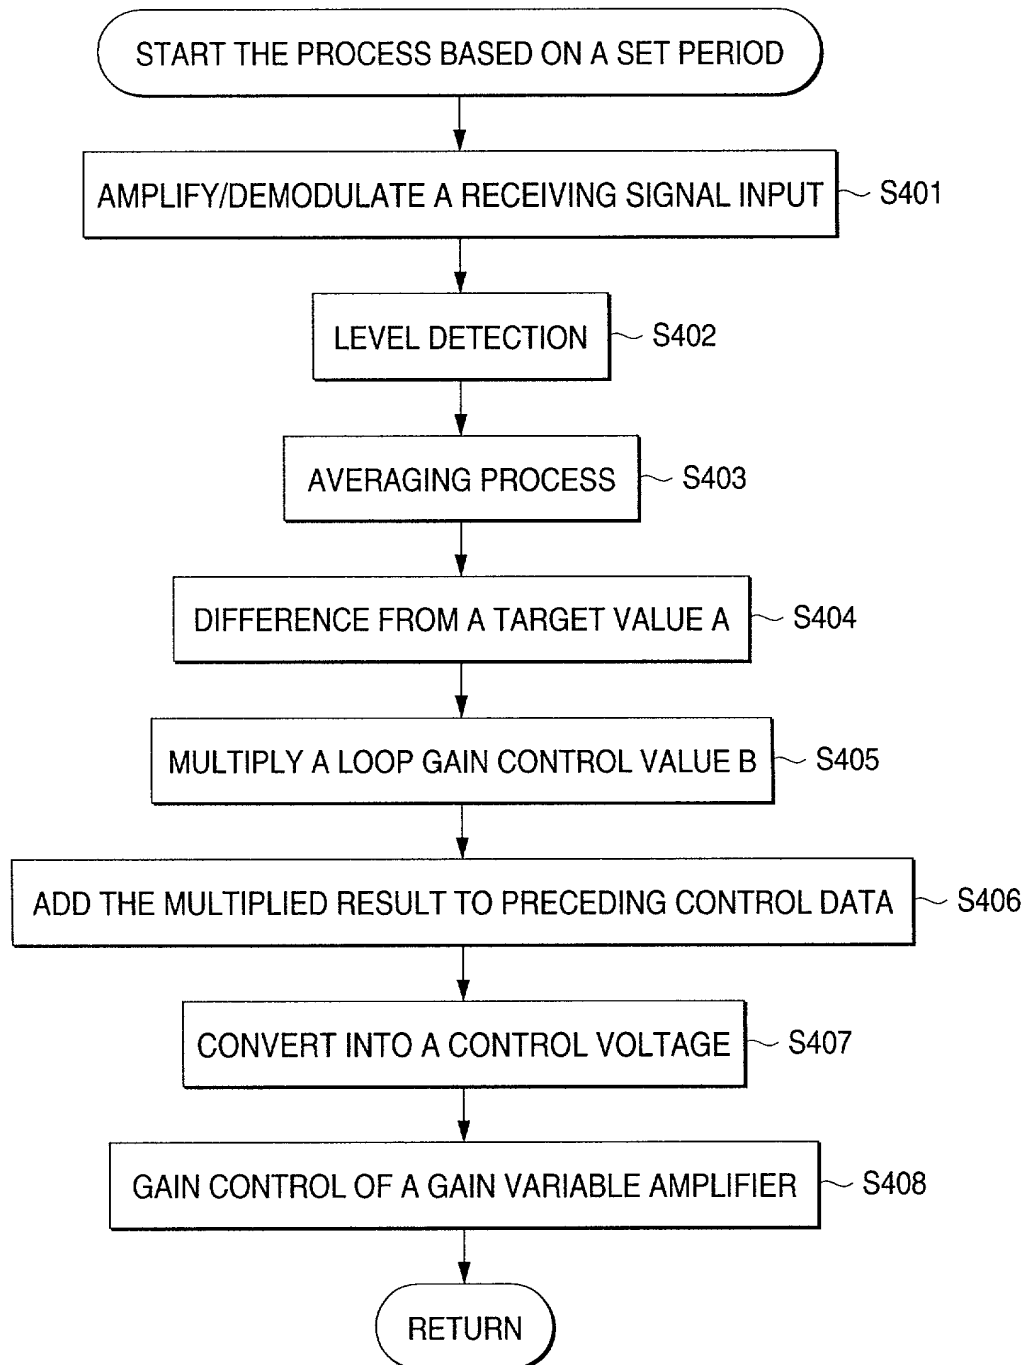 START THE PROCESS BASED ON A SET PERIOD
AMPLIFY/DEMODULATE A RECEIVING SIGNAL INPUT
S401
LEVEL DETECTION
S402
AVERAGING PROCESS
S403
DIFFERENCE FROM A TARGET VALUE A
S404
MULTIPLY A LOOP GAIN CONTROL VALUE B
S405
ADD THE MULTIPLIED RESULT TO PRECEDING CONTROL DATA
S406
CONVERT INTO A CONTROL VOLTAGE
S407
GAIN CONTROL OF A GAIN VARIABLE AMPLIFIER
S408
RETURN